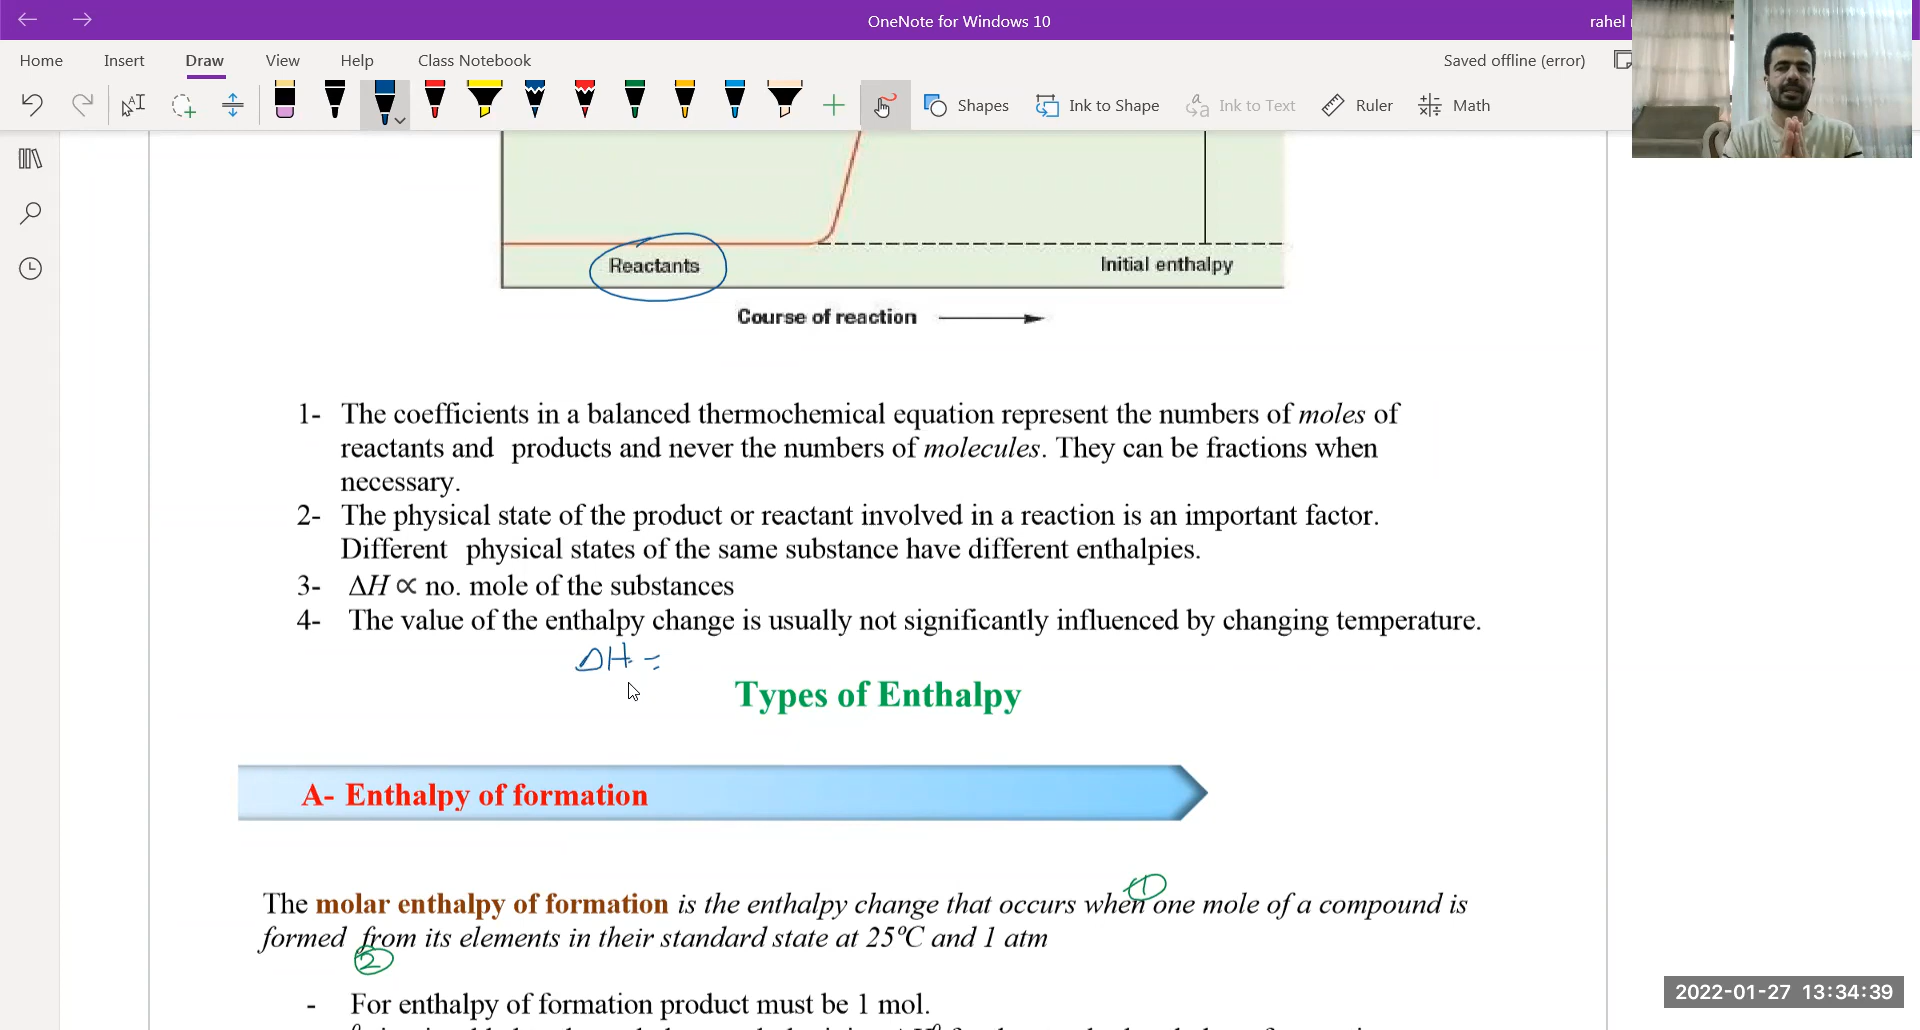 OneNote for Windows 10
rahel
Home Insert Draw View Help Class Notebook
Saved offline (error)
Shapes Ink to Shape Ink to Text Ruler Math
Reactants
Initial enthalpy
Course of reaction
1- The coefficients in a balanced thermochemical equation represent the numbers of moles of
reactants and products and never the numbers of molecules. They can be fractions when
necessary.
2- The physical state of the product or reactant involved in a reaction is an important factor.
Different physical states of the same substance have different enthalpies.
3- ΔH ∝ no. mole of the substances
4- The value of the enthalpy change is usually not significantly influenced by changing temperature.
ΔH =
Types of Enthalpy
A- Enthalpy of formation
1
The molar enthalpy of formation is the enthalpy change that occurs when one mole of a compound is
formed from its elements in their standard state at 25ºC and 1 atm
2
- For enthalpy of formation product must be 1 mol.
2022-01-27 13:34:39